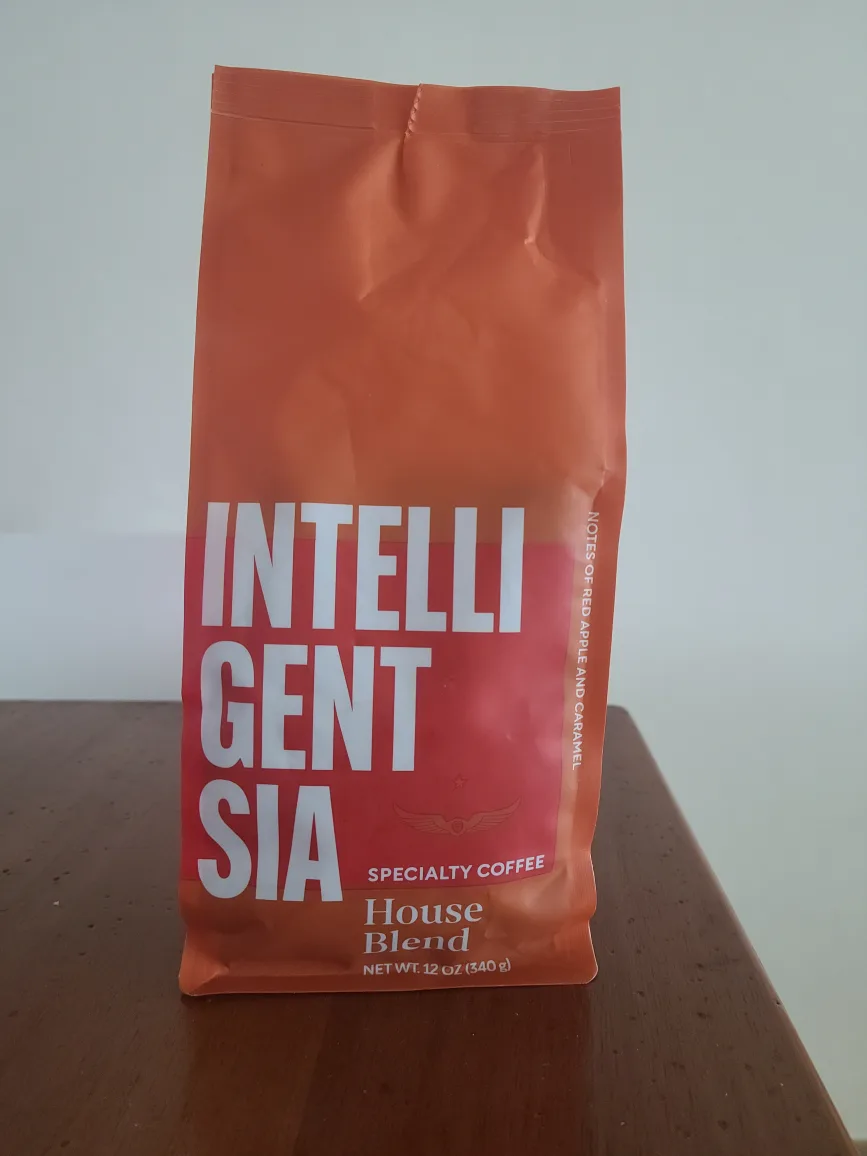 INTELLI
GENT
SIA
SPECIALTY COFFEE
House
Blend
NET WT. 12 OZ (340 g)
NOTES OF RED APPLE AND CARAMEL